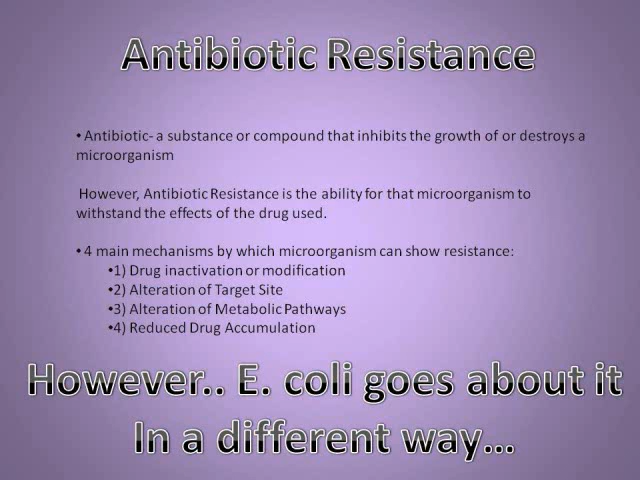 Antibiotic Resistance
• Antibiotic- a substance or compound that inhibits the growth of or destroys a
microorganism
However, Antibiotic Resistance is the ability for that microorganism to
withstand the effects of the drug used.
• 4 main mechanisms by which microorganism can show resistance:
•1) Drug inactivation or modification
•2) Alteration of Target Site
•3) Alteration of Metabolic Pathways
•4) Reduced Drug Accumulation
However.. E. coli goes about it
In a different way...